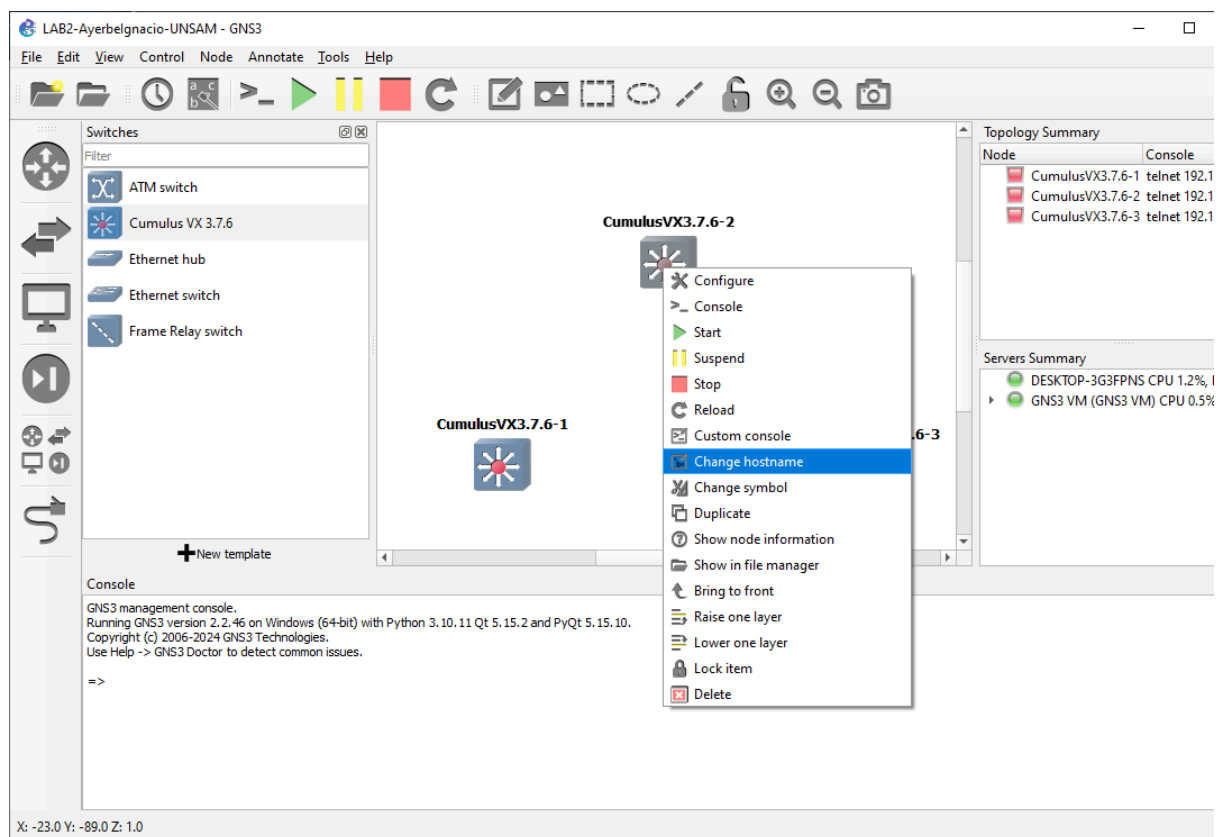 LAB2-AyerbeIgnacio-UNSAM - GNS3
File Edit View Control Node Annotate Tools Help
Switches
Filter
ATM switch
Cumulus VX 3.7.6
Ethernet hub
Ethernet switch
Frame Relay switch
New template
CumulusVX3.7.6-2
CumulusVX3.7.6-1
.6-3
Configure
Console
Start
Suspend
Stop
Reload
Custom console
Change hostname
Change symbol
Duplicate
Show node information
Show in file manager
Bring to front
Raise one layer
Lower one layer
Lock item
Delete
Topology Summary
Node Console
CumulusVX3.7.6-1 telnet 192.1
CumulusVX3.7.6-2 telnet 192.1
CumulusVX3.7.6-3 telnet 192.1
Servers Summary
DESKTOP-3G3FPNS CPU 1.2%,
GNS3 VM (GNS3 VM) CPU 0.5%
Console
GNS3 management console.
Running GNS3 version 2.2.46 on Windows (64-bit) with Python 3.10.11 Qt 5.15.2 and PyQt 5.15.10.
Copyright (c) 2006-2024 GNS3 Technologies.
Use Help -> GNS3 Doctor to detect common issues.
=>
X: -23.0 Y: -89.0 Z: 1.0